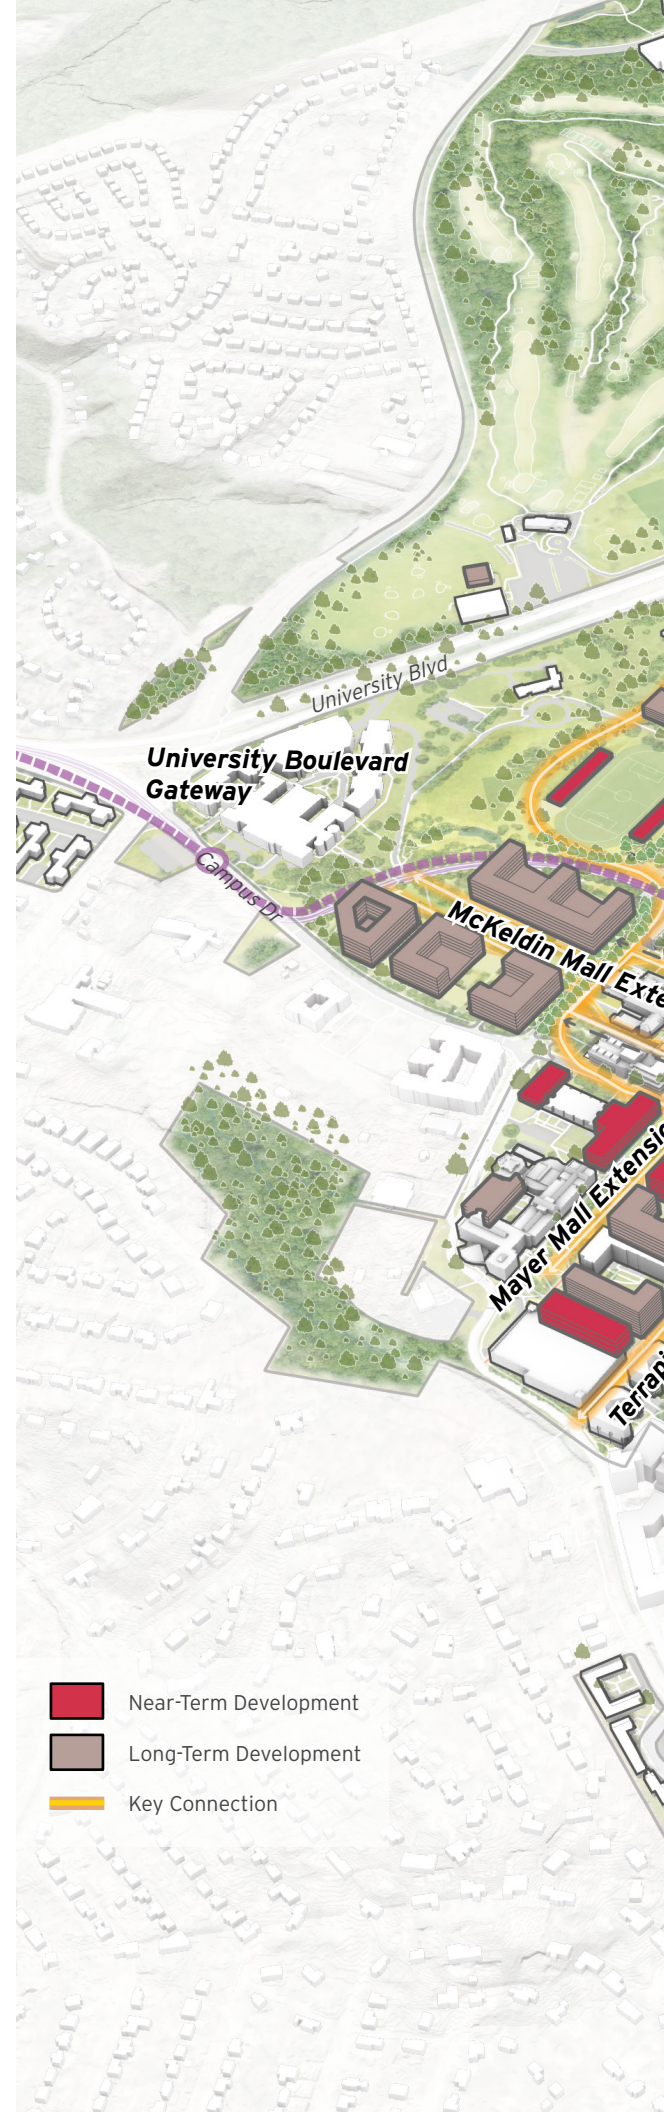 University Blvd
University Boulevard
Gateway
Campus Dr
McKeldin Mall Exte
Mayer Mall Extensio
Terrapi
Near-Term Development
Long-Term Development
Key Connection